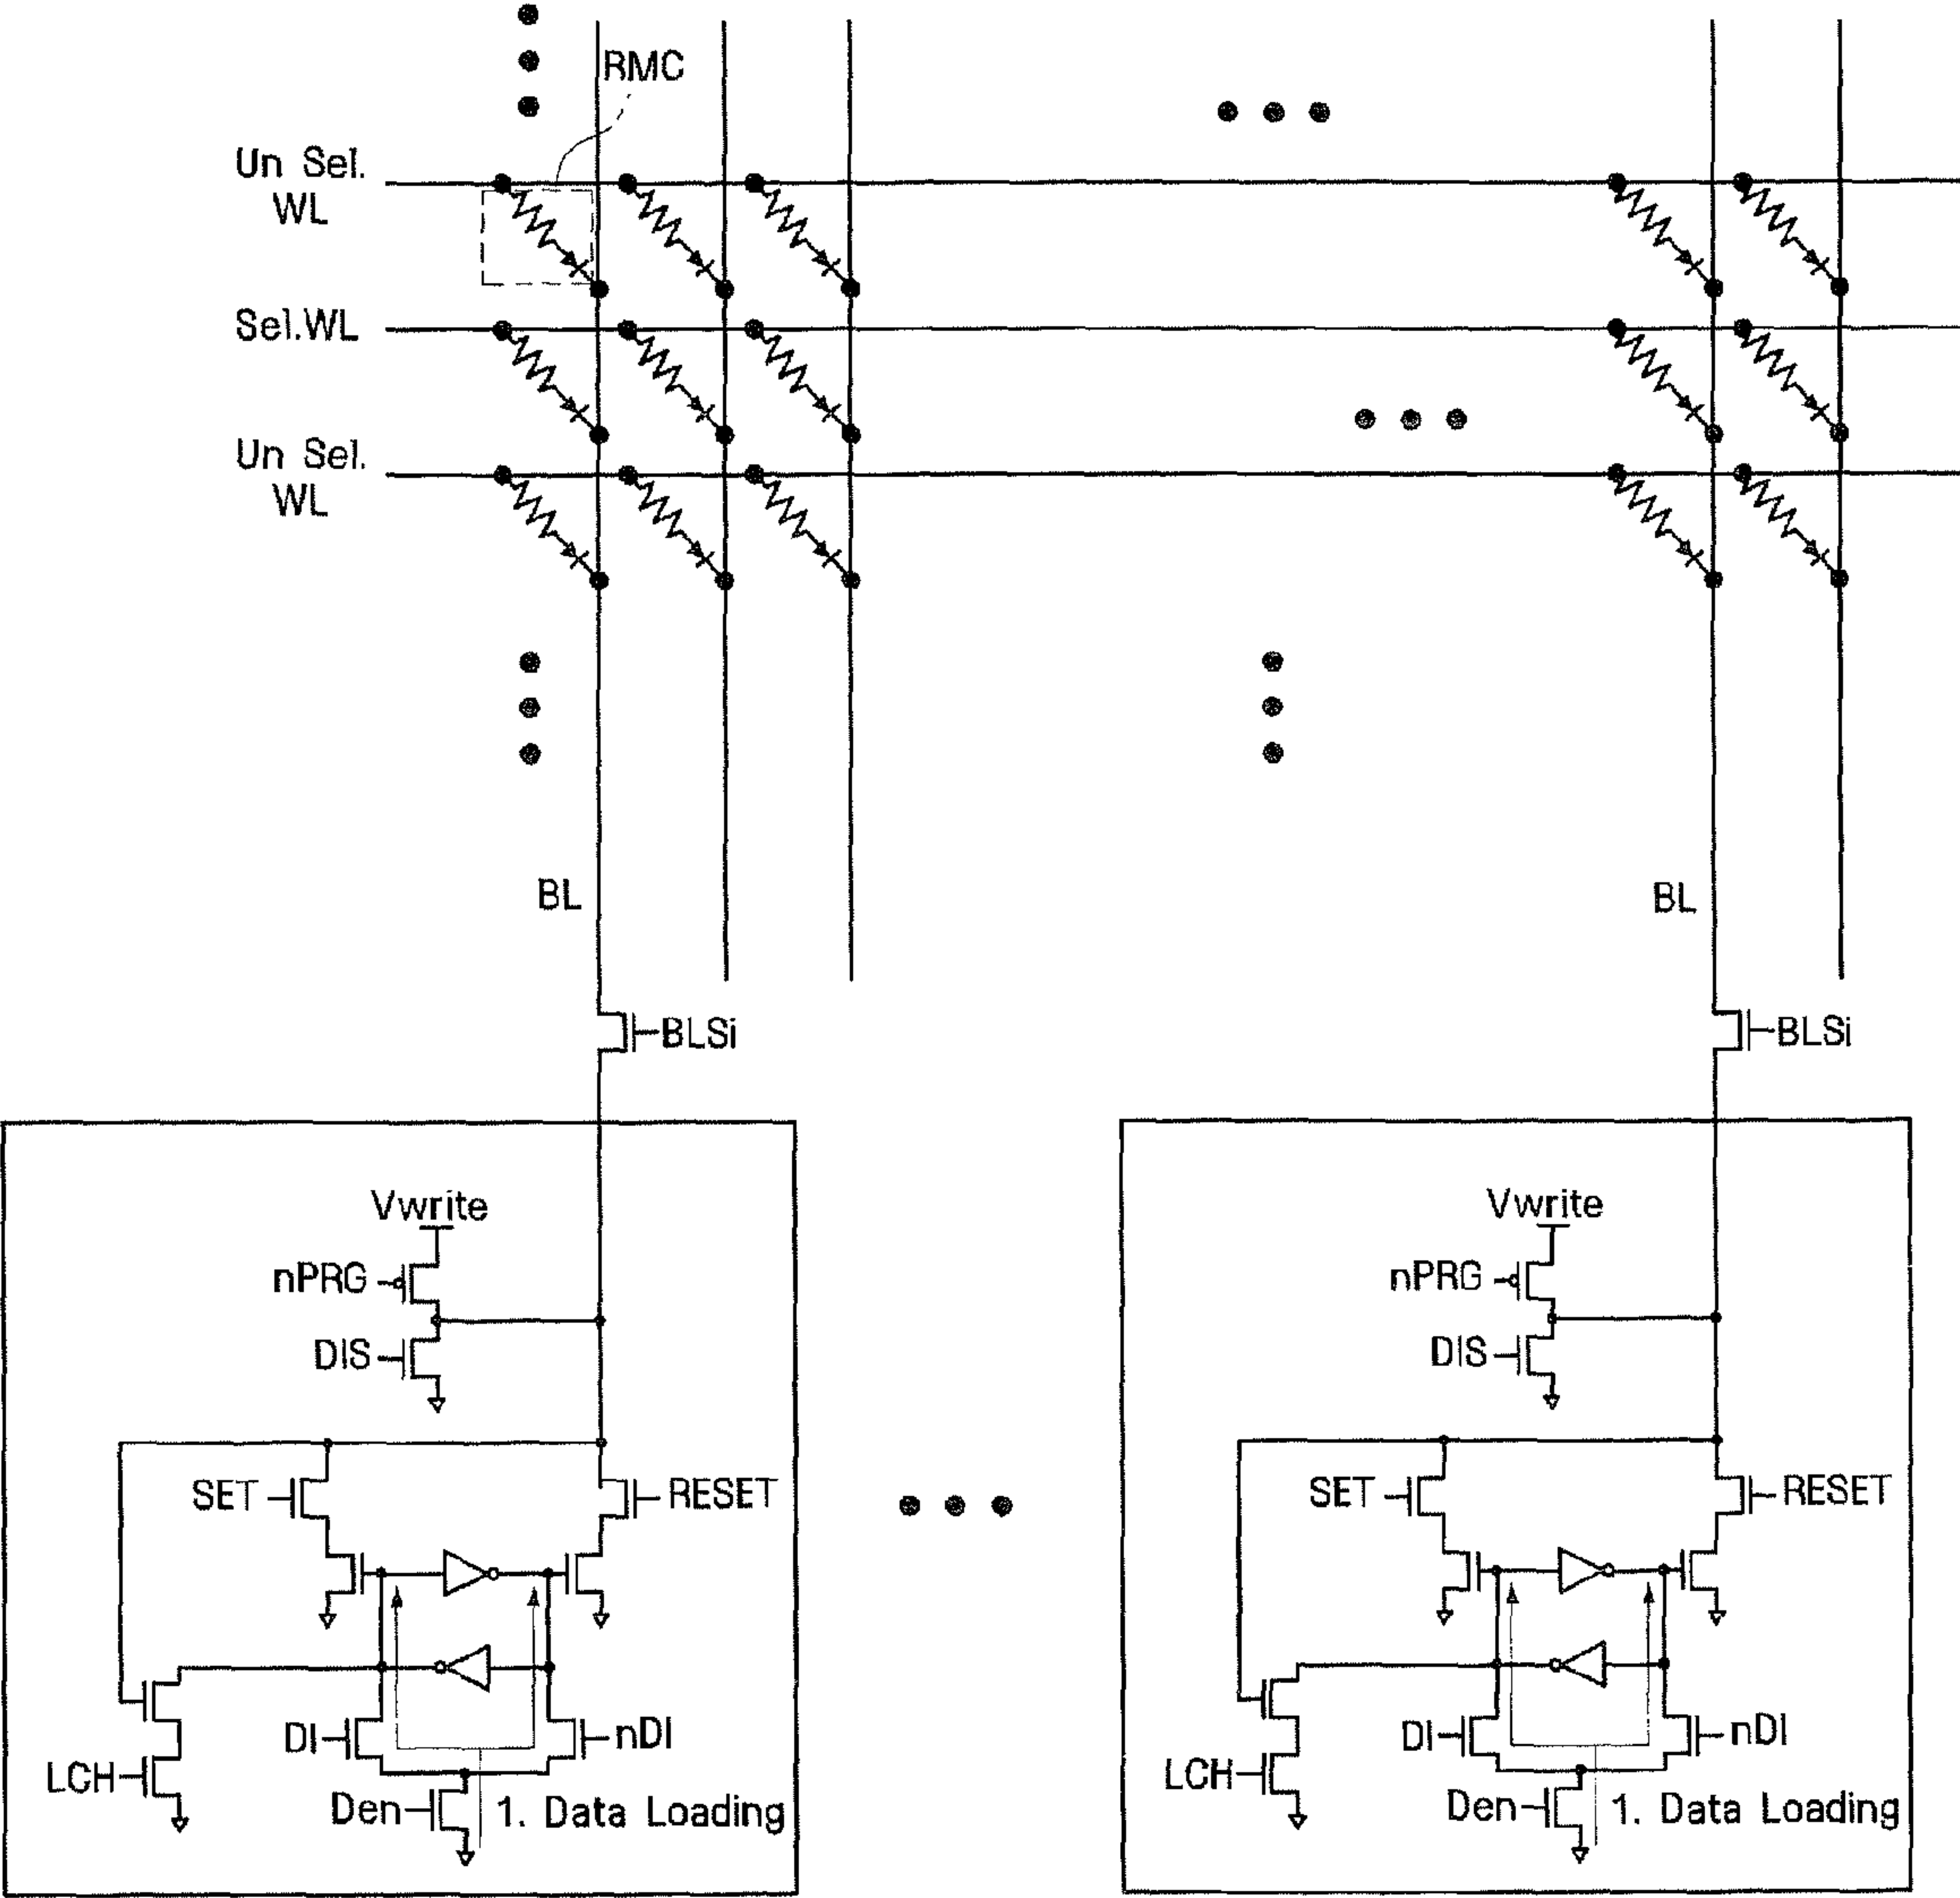 RMC
Un Sel.
WL
Sel.WL
Un Sel.
WL
BL
BL
BLSi
BLSi
Vwrite
Vwrite
nPRG
nPRG
DIS
DIS
SET
RESET
SET
RESET
DI
nDI
DI
nDI
LCH
LCH
Den
1. Data Loading
Den
1. Data Loading